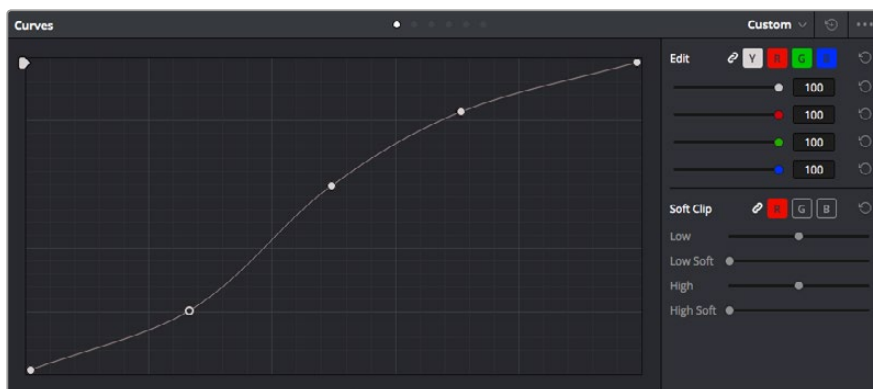 Curves
Custom
Edit Y R G B
100
100
100
100
Soft Clip R G B
Low
Low Soft
High
High Soft